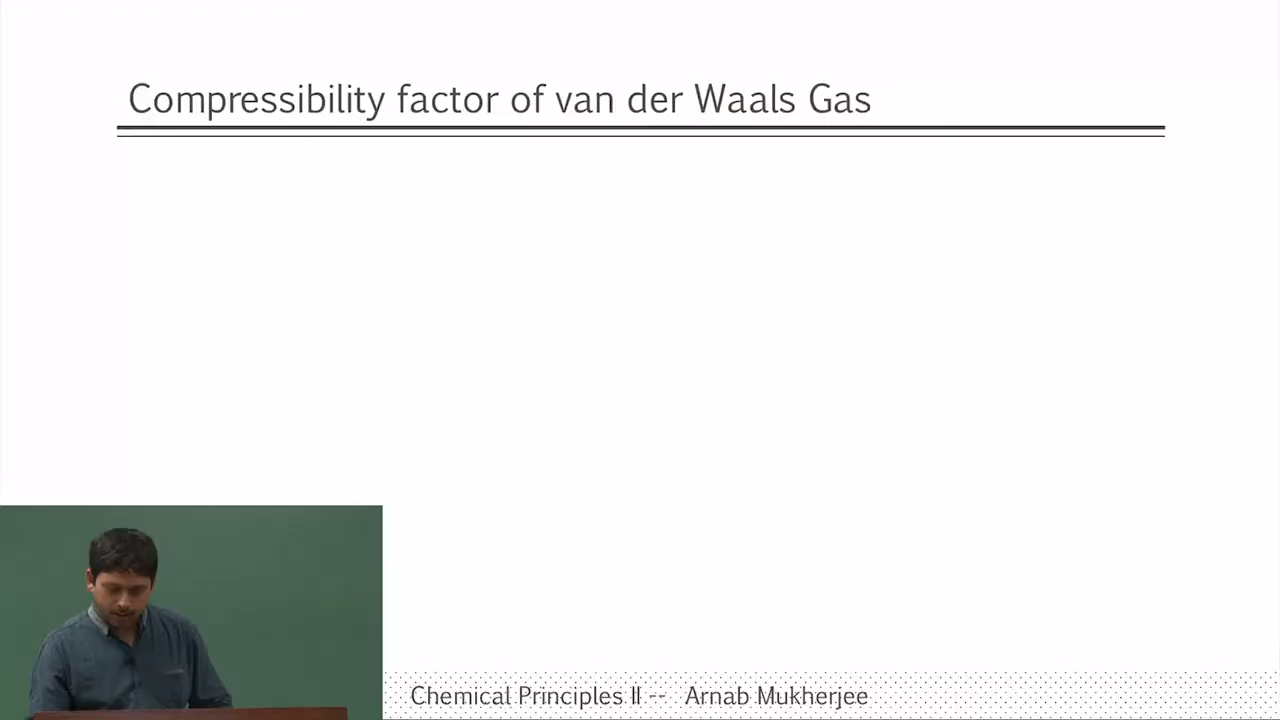 Compressibility factor of van der Waals Gas
Chemical Principles II -- Arnab Mukherjee